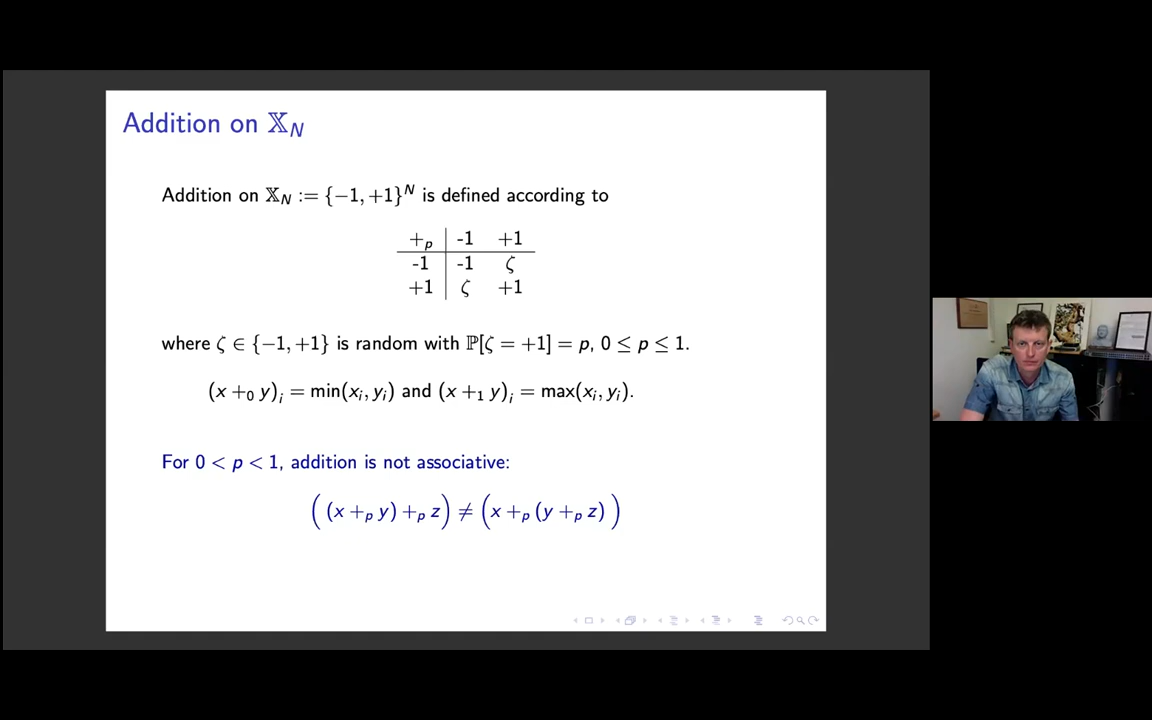 Addition on 𝕏_N
Addition on 𝕏_N := {−1, +1}^N is defined according to
+_p | -1 +1
-1 | -1 ζ
+1 | ζ +1
where ζ ∈ {−1, +1} is random with ℙ[ζ = +1] = p, 0 ≤ p ≤ 1.
(x +_0 y)_i = min(x_i, y_i) and (x +_1 y)_i = max(x_i, y_i).
For 0 < p < 1, addition is not associative:
((x +_p y) +_p z) ≠ (x +_p (y +_p z))